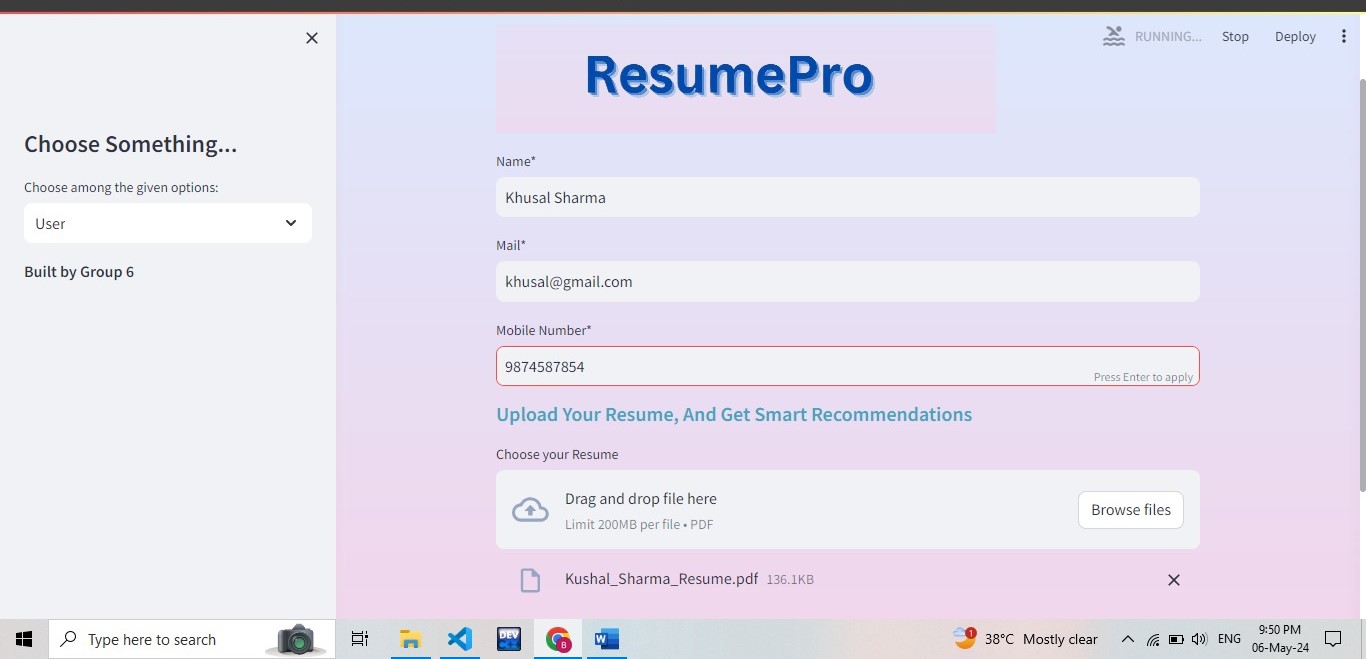 RUNNING...
Stop
Deploy
ResumePro
Choose Something...
Choose among the given options:
User
Built by Group 6
Name*
Khusal Sharma
Mail*
khusal@gmail.com
Mobile Number*
9874587854
Press Enter to apply
Upload Your Resume, And Get Smart Recommendations
Choose your Resume
Drag and drop file here
Limit 200MB per file • PDF
Browse files
Kushal_Sharma_Resume.pdf 136.1KB
Type here to search
DEV
C++
B
W
1
38°C Mostly clear
ENG
9:50 PM
06-May-24